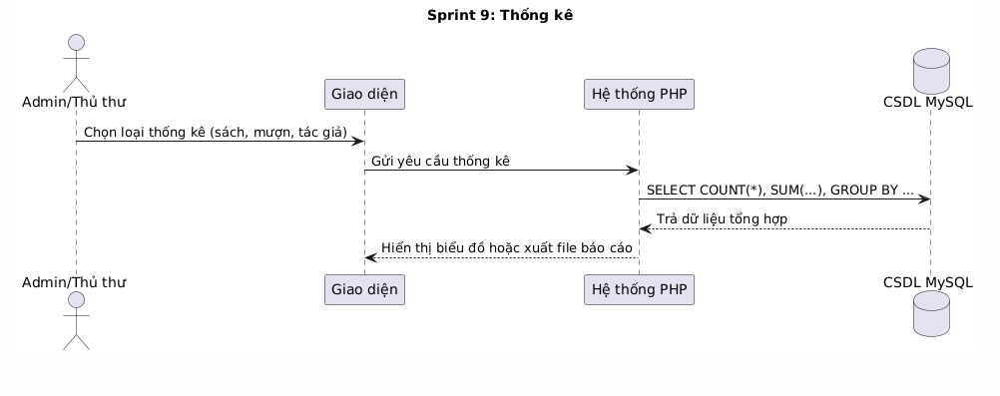 Sprint 9: Thống kê
Admin/Thủ thư
Giao diện
Hệ thống PHP
CSDL MySQL
Chọn loại thống kê (sách, mượn, tác giả)
Gửi yêu cầu thống kê
SELECT COUNT(*), SUM(...), GROUP BY ...
Trả dữ liệu tổng hợp
Hiển thị biểu đồ hoặc xuất file báo cáo
Admin/Thủ thư
Giao diện
Hệ thống PHP
CSDL MySQL